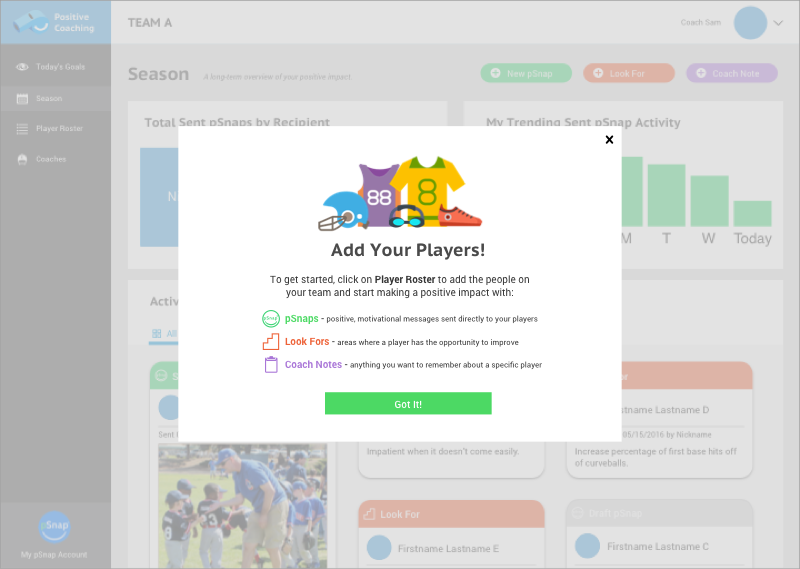 Positive
Coaching
TEAM A
Coach Sam
Today's Goals
Season
Player Roster
Coaches
pSnap
My pSnap Account
Season
A long-term overview of your positive impact.
New pSnap
Look For
Coach Note
Total Sent pSnaps by Recipient
My Trending Sent pSnap Activity
M
T
W
Today
88
8
Add Your Players!
To get started, click on Player Roster to add the people on
your team and start making a positive impact with:
pSnap
pSnaps - positive, motivational messages sent directly to your players
Look Fors - areas where a player has the opportunity to improve
Coach Notes - anything you want to remember about a specific player
Got It!
All
Sent
Impatient when it doesn't come easily.
Lastname D
05/15/2016 by Nickname
Increase percentage of first base hits off
of curveballs.
Look For
Firstname Lastname E
Draft pSnap
Firstname Lastname C